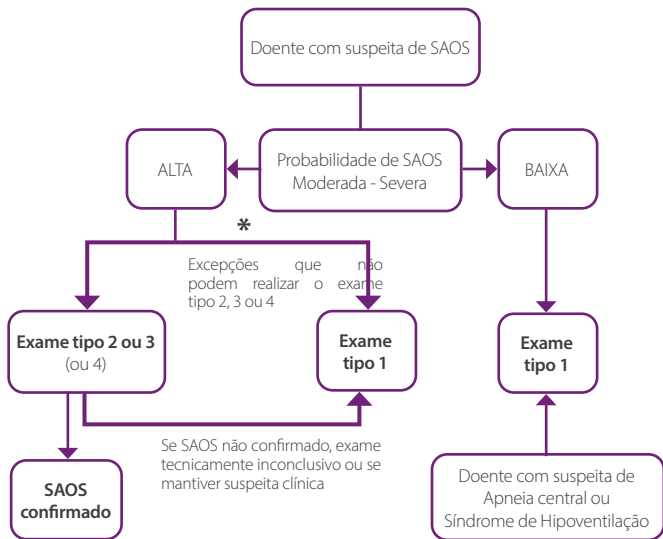 Doente com suspeita de SAOS
ALTA
Probabilidade de SAOS
Moderada - Severa
BAIXA
*
Excepções que não
podem realizar o exame
tipo 2, 3 ou 4
Exame tipo 2 ou 3
(ou 4)
Exame
tipo 1
Exame
tipo 1
Se SAOS não confirmado, exame
tecnicamente inconclusivo ou se
mantiver suspeita clínica
SAOS
confirmado
Doente com suspeita de
Apneia central ou
Síndrome de Hipoventilação